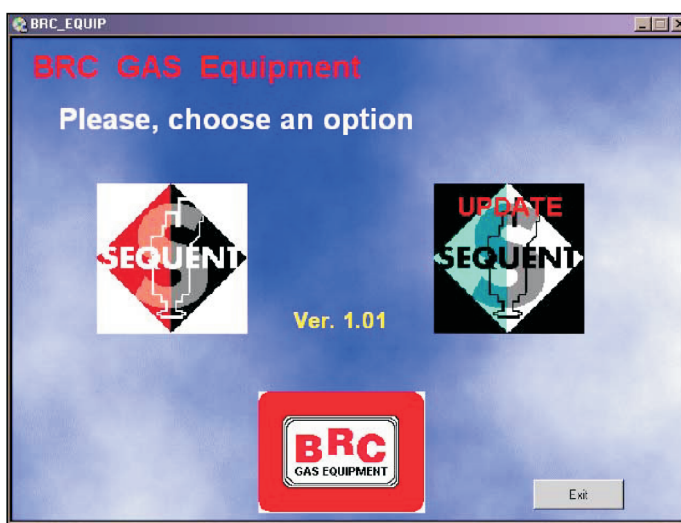 BRC_EQUIP
BRC GAS Equipment
Please, choose an option
SEQUENT
UPDATE
SEQUENT
Ver. 1.01
BRC
GAS EQUIPMENT
Exit